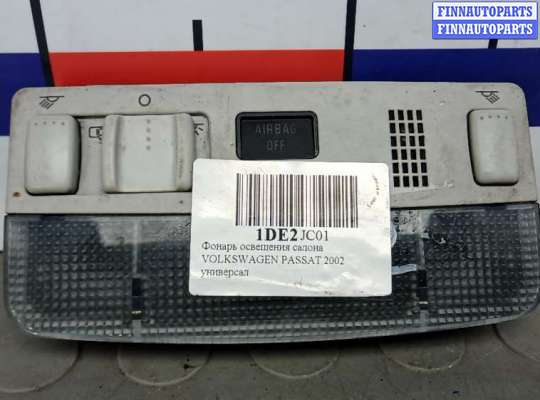 FINNAUTOPARTS
FINNAUTOPARTS
AIRBAG
OFF
1DE2JC01
Фонарь освещения салона
VOLKSWAGEN PASSAT 2002
универсал